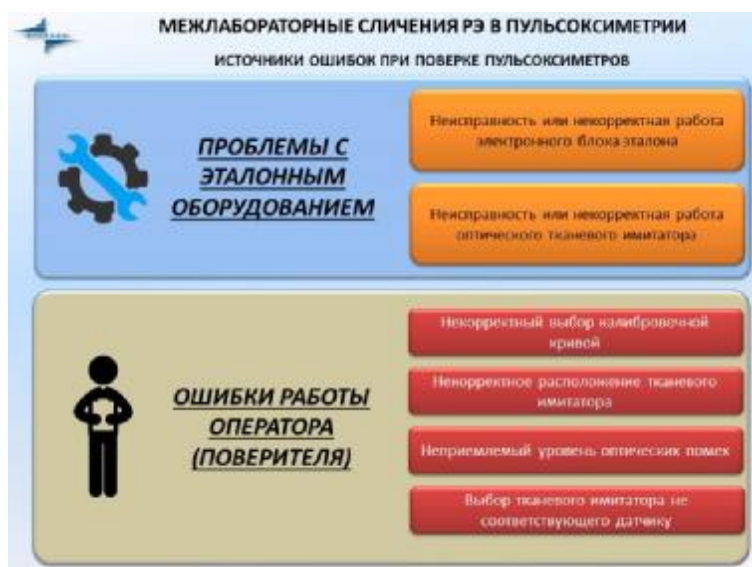 МЕЖЛАБОРАТОРНЫЕ СЛИЧЕНИЯ РЭ В ПУЛЬСОКСИМЕТРИИ
ИСТОЧНИКИ ОШИБОК ПРИ ПОВЕРКЕ ПУЛЬСОКСИМЕТРОВ
ПРОБЛЕМЫ С
ЭТАЛОННЫМ
ОБОРУДОВАНИЕМ
Неисправность или некорректная работа
электронного блока эталона
Неисправность или некорректная работа
оптического тканевого имитатора
ОШИБКИ РАБОТЫ
ОПЕРАТОРА
(ПОВЕРИТЕЛЯ)
Некорректный выбор калибровочной
кривой
Некорректное расположение тканевого
имитатора
Неприемлемый уровень оптических помех
Выбор тканевого имитатора не
соответствующего датчику